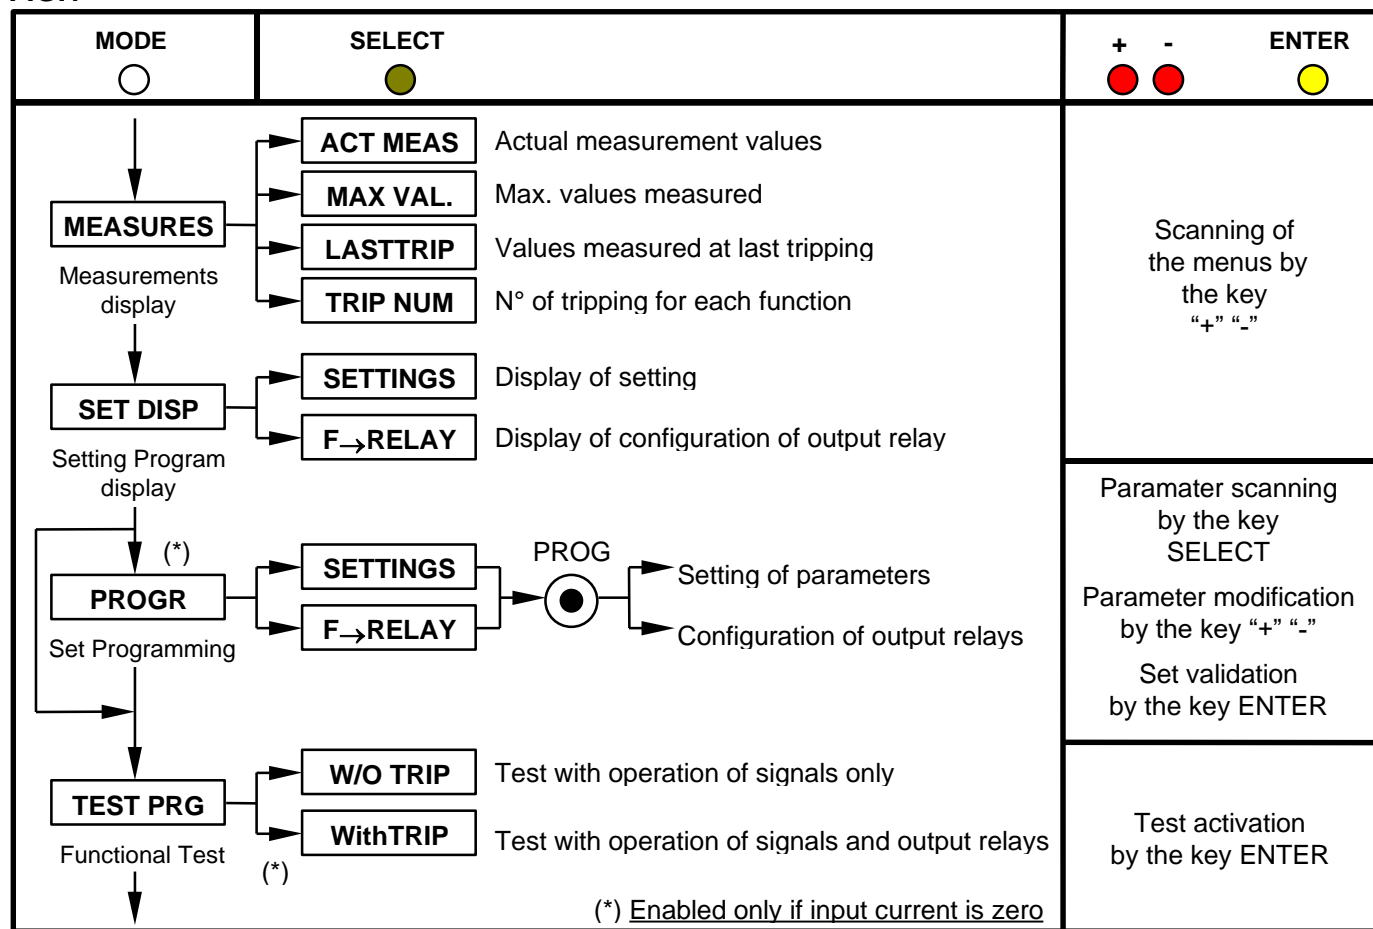 MODE
SELECT
+ -
ENTER
ACT MEAS Actual measurement values
MAX VAL. Max. values measured
MEASURES
LASTTRIP Values measured at last tripping
Measurements
display
TRIP NUM N° of tripping for each function
Scanning of
the menus by
the key
“+” “-”
SETTINGS Display of setting
SET DISP
F→RELAY Display of configuration of output relay
Setting Program
display
Paramater scanning
by the key
SELECT
(*)
SETTINGS
PROG
Setting of parameters
PROGR
F→RELAY
Configuration of output relays
Set Programming
Parameter modification
by the key “+” “-”
Set validation
by the key ENTER
W/O TRIP Test with operation of signals only
TEST PRG
WithTRIP Test with operation of signals and output relays
Functional Test
(*)
Test activation
by the key ENTER
(*) Enabled only if input current is zero